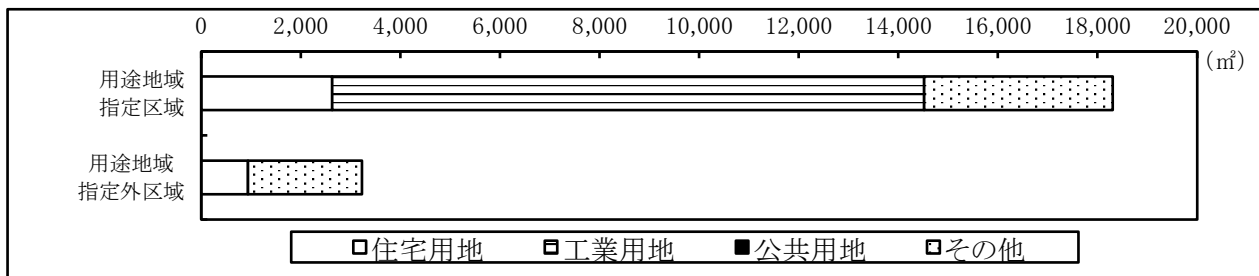 0 2,000 4,000 6,000 8,000 10,000 12,000 14,000 16,000 18,000 20,000
(㎡)
用途地域
指定区域
用途地域
指定外区域
住宅用地 工業用地 公共用地 その他